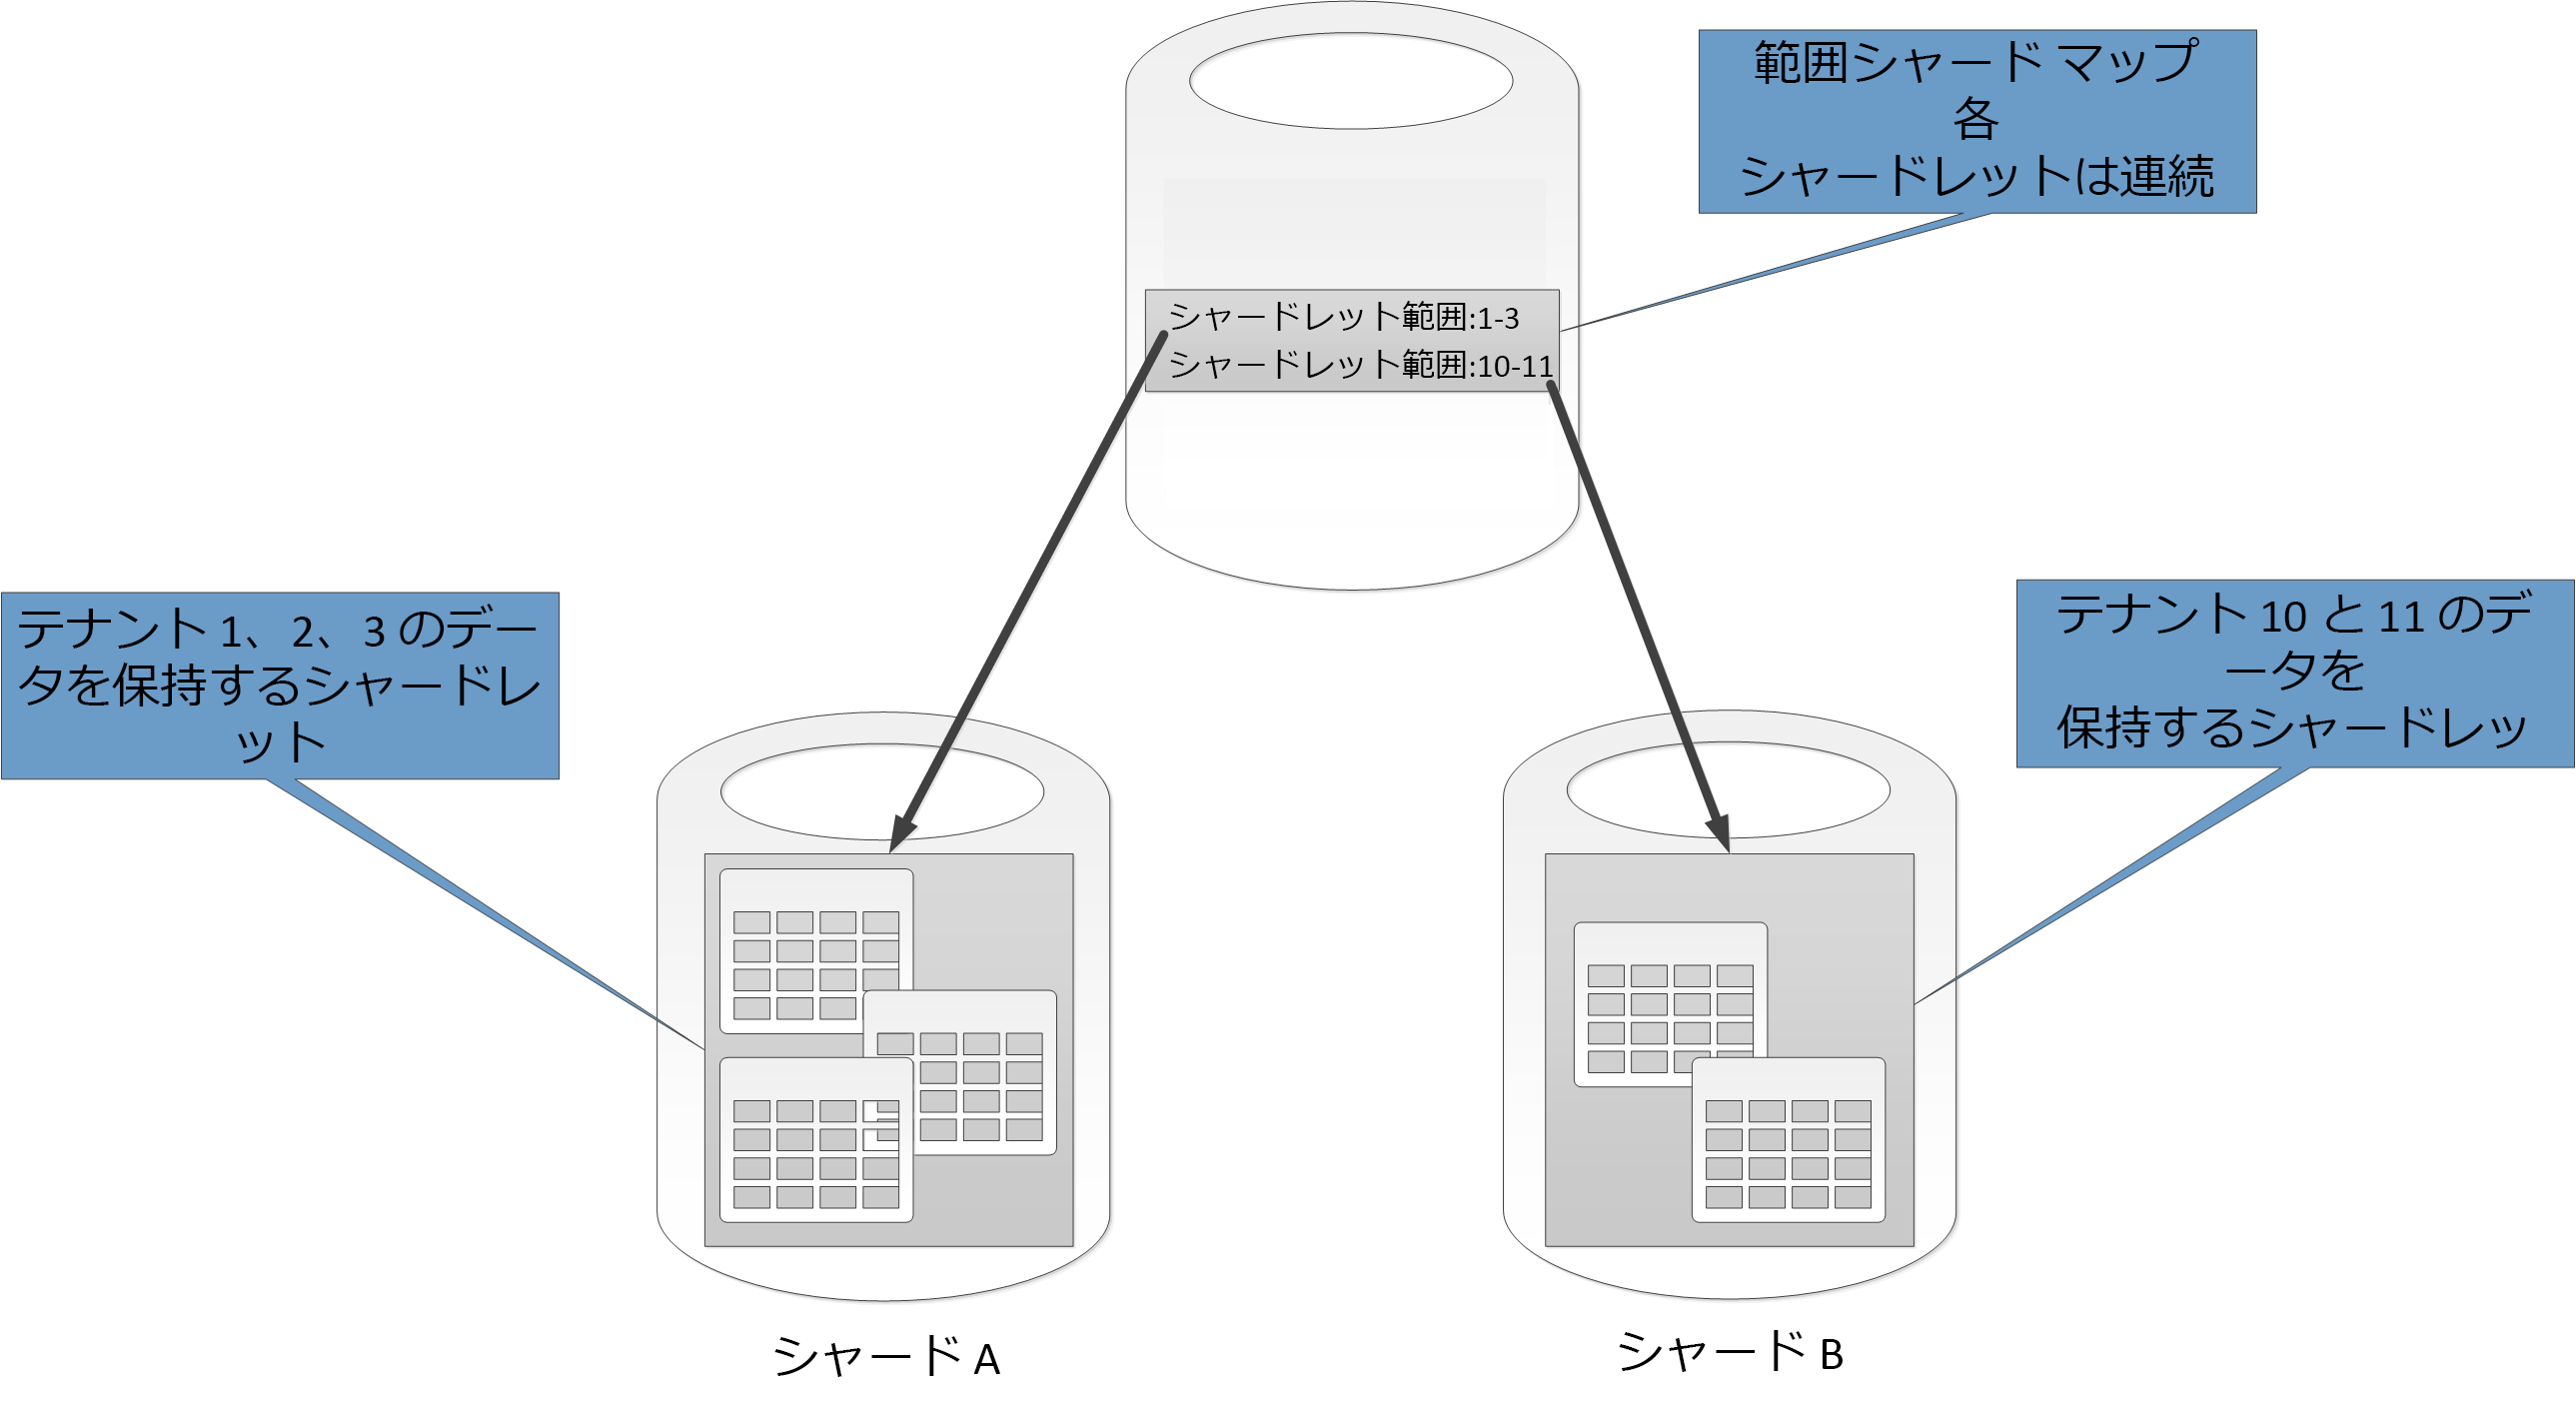 範囲シャード マップ
各
シャードレットは連続
シャードレット範囲:1-3
シャードレット範囲:10-11
テナント 1、2、3 のデー
タを保持するシャードレ
ット
テナント 10 と 11 のデ
ータを
保持するシャードレッ
シャード A
シャード B